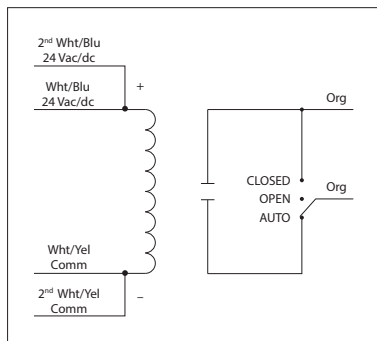 2nd Wht/Blu
24 Vac/dc
+
Wht/Blu
24 Vac/dc
Org
CLOSED
OPEN
Org
AUTO
Wht/Yel
Comm
2nd Wht/Yel
Comm
–